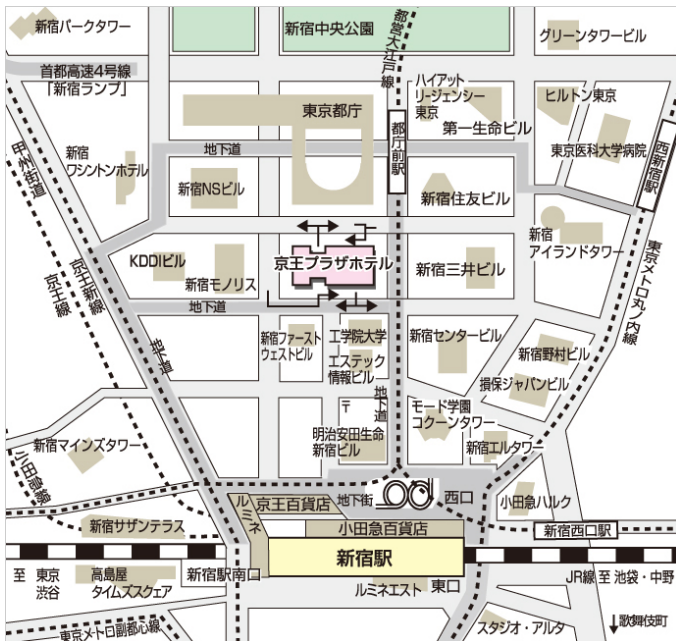 新宿パークタワー
新宿中央公園
都営大江戸線
グリーンタワービル
首都高速4号線
「新宿ランプ」
ハイアット
リージェンシー
東京
ヒルトン東京
東京都庁
都庁前駅
第一生命ビル
甲州街道
新宿
ワシントンホテル
地下道
東京医科大学病院
西新宿駅
新宿NSビル
新宿住友ビル
新宿
アイランドタワー
KDDIビル
新宿モノリス
京王プラザホテル
新宿三井ビル
東京メトロ丸ノ内線
京王新線
京王線
地下道
地下道
新宿ファースト
ウェストビル
工学院大学
エステック
情報ビル
新宿センタービル
新宿野村ビル
損保ジャパンビル
地下道
〒
モード学園
コクーンタワー
明治安田生命
新宿ビル
新宿エルタワー
新宿マインズタワー
小田急線
ルミネ
京王百貨店
地下街
西口
小田急ハルク
新宿サザンテラス
小田急百貨店
新宿西口駅
新宿駅
至 東京
渋谷
高島屋
タイムズスクェア
新宿駅南口
ルミネエスト
東口
JR線 至 池袋・中野
東京メトロ副都心線
スタジオ・アルタ
↓歌舞伎町